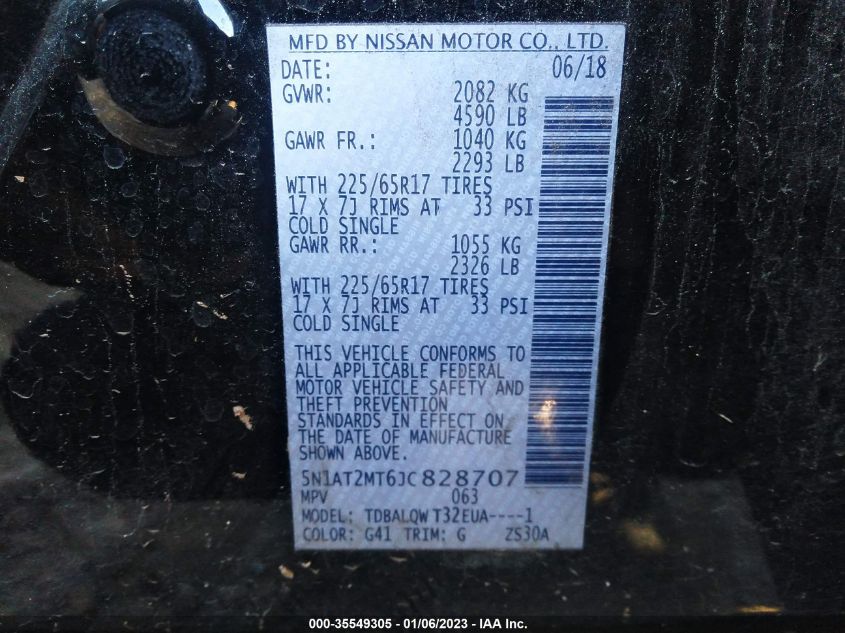 MFD BY NISSAN MOTOR CO., LTD.
DATE: 06/18
GVWR: 2082 KG
4590 LB
GAWR FR.: 1040 KG
2293 LB
WITH 225/65R17 TIRES
17 X 7J RIMS AT 33 PSI
COLD SINGLE
GAWR RR.: 1055 KG
2326 LB
WITH 225/65R17 TIRES
17 X 7J RIMS AT 33 PSI
COLD SINGLE
THIS VEHICLE CONFORMS TO
ALL APPLICABLE FEDERAL
MOTOR VEHICLE SAFETY AND
THEFT PREVENTION
STANDARDS IN EFFECT ON
THE DATE OF MANUFACTURE
SHOWN ABOVE.
5N1AT2MT6JC828707
MPV 063
MODEL: TDBALQW T32EUA----1
COLOR: G41 TRIM: G ZS30A
000-35549305 - 01/06/2023 - IAA Inc.